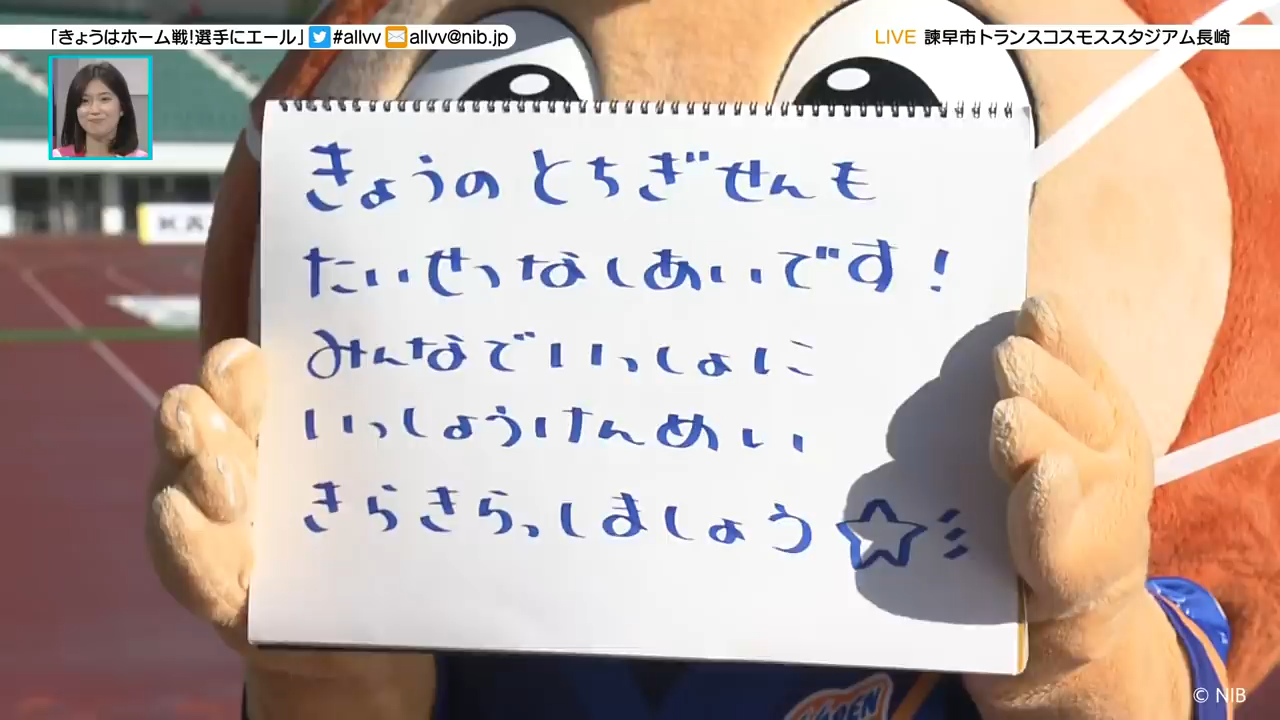 「きょうはホーム戦!選手にエール」 #allvv allvv@nib.jp
LIVE 諫早市トランスコスモススタジアム長崎
きょうのとちぎせんも
たいせつなしあいです!
みんなでいっしょに
いっしょうけんめい
きらきらっしましょう☆
© NIB